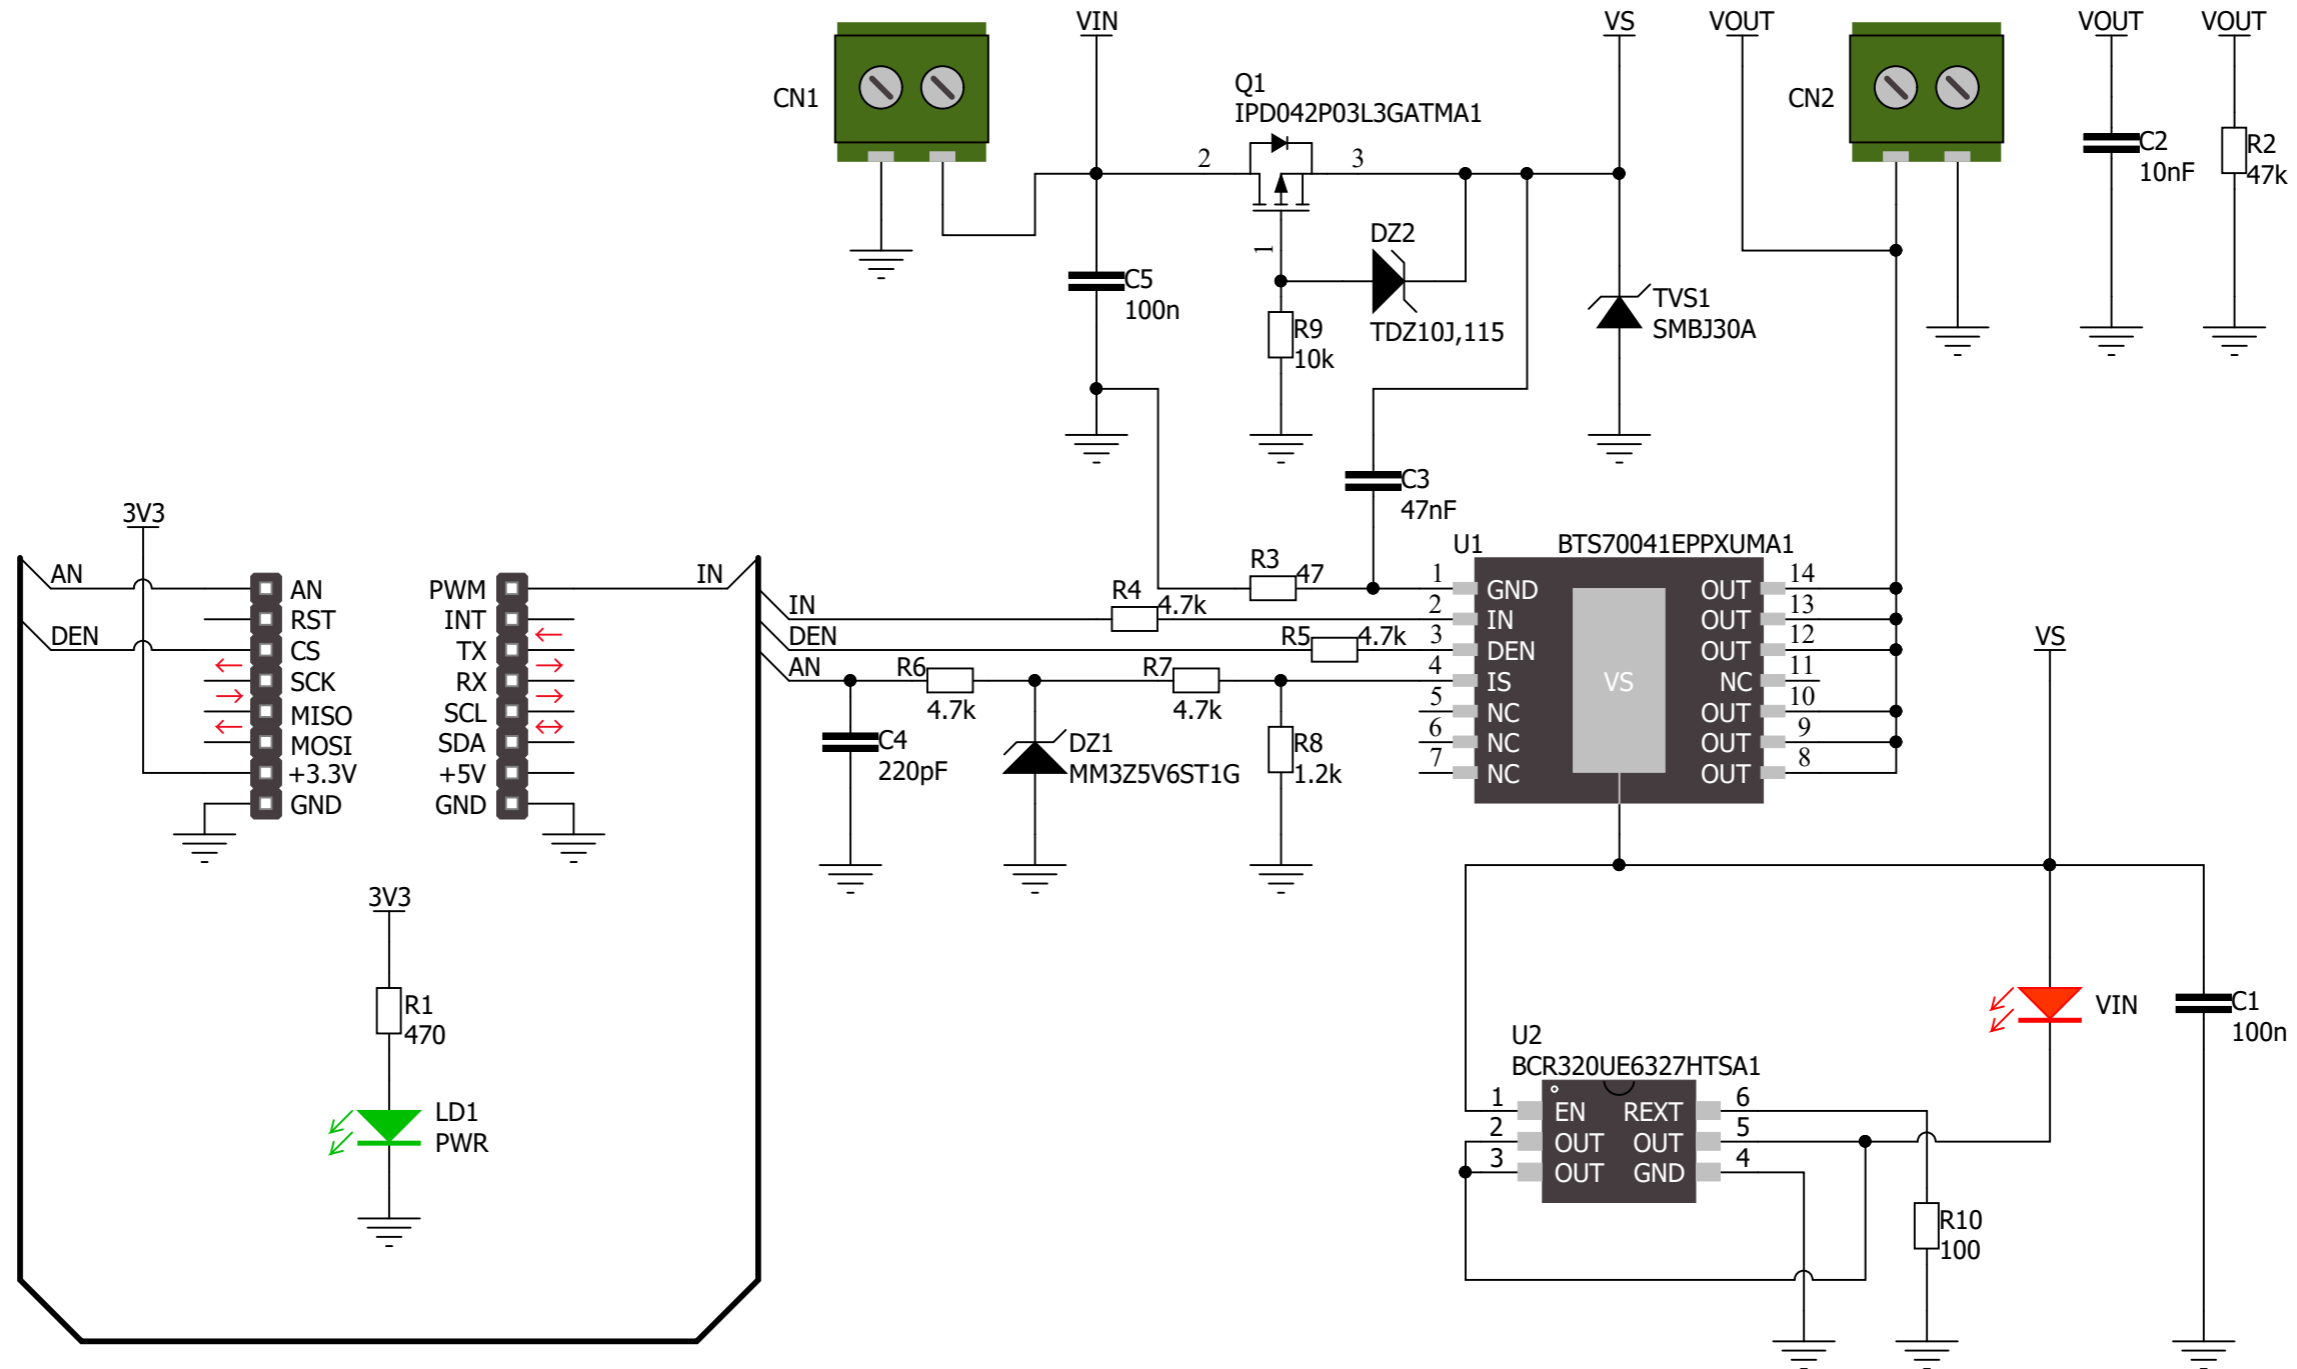 VIN
VS
VOUT
VOUT
VOUT
CN1
Q1
IPD042P03L3GATMA1
CN2
2
3
1
C2
10nF
R2
47k
DZ2
TDZ10J,115
C5
100n
R9
10k
TVS1
SMBJ30A
C3
47nF
3V3
AN
DEN
AN
RST
CS
SCK
MISO
MOSI
+3.3V
GND
PWM
INT
TX
RX
SCL
SDA
+5V
GND
IN
IN
DEN
AN
R3
47
R4
4.7k
R5
4.7k
R6
4.7k
R7
4.7k
C4
220pF
DZ1
MM3Z5V6ST1G
R8
1.2k
U1
BTS70041EPPXUMA1
1
2
3
4
5
6
7
GND
IN
DEN
IS
NC
NC
NC
VS
OUT
OUT
OUT
NC
OUT
OUT
OUT
14
13
12
11
10
9
8
VS
3V3
R1
470
LD1
PWR
U2
BCR320UE6327HTSA1
1
2
3
EN
OUT
OUT
REXT
OUT
GND
6
5
4
VIN
C1
100n
R10
100